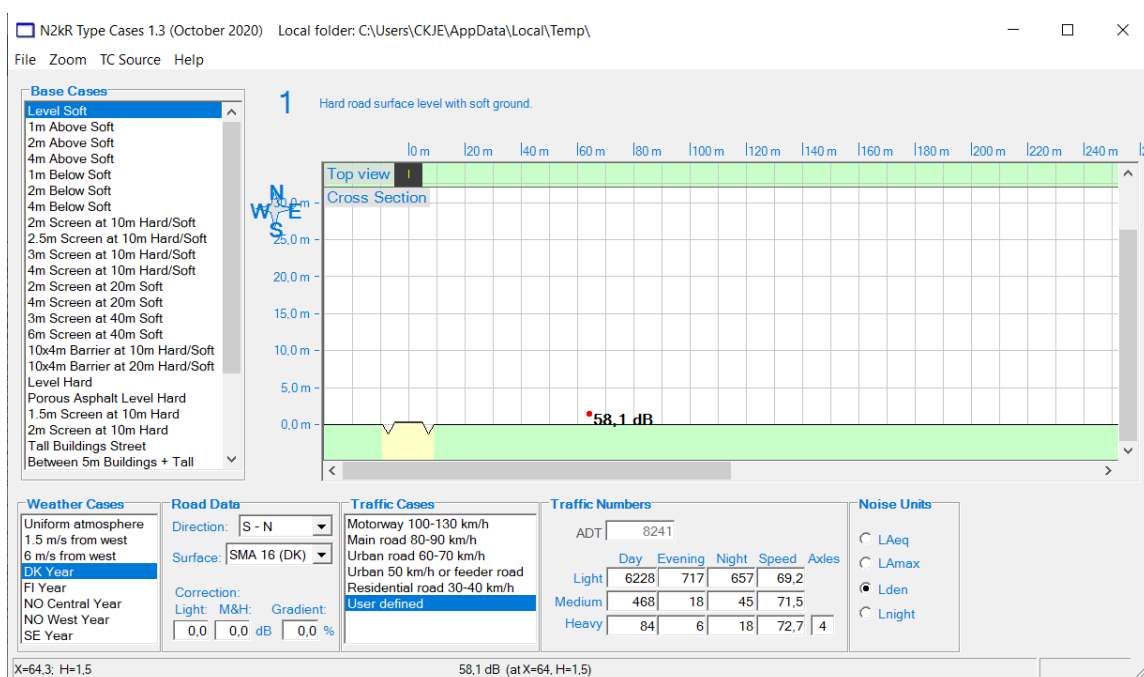 N2kR Type Cases 1.3 (October 2020) Local folder: C:\Users\CKJE\AppData\Local\Temp\
File Zoom TC Source Help
Base Cases
Level Soft
1m Above Soft
2m Above Soft
4m Above Soft
1m Below Soft
2m Below Soft
4m Below Soft
2m Screen at 10m Hard/Soft
2.5m Screen at 10m Hard/Soft
3m Screen at 10m Hard/Soft
4m Screen at 10m Hard/Soft
2m Screen at 20m Soft
4m Screen at 20m Soft
3m Screen at 40m Soft
6m Screen at 40m Soft
10x4m Barrier at 10m Hard/Soft
10x4m Barrier at 20m Hard/Soft
Level Hard
Porous Asphalt Level Hard
1.5m Screen at 10m Hard
2m Screen at 10m Hard
Tall Buildings Street
Between 5m Buildings + Tall
1 Hard road surface level with soft ground.
0 m 20 m 40 m 60 m 80 m 100 m 120 m 140 m 160 m 180 m 200 m 220 m 240 m
Top view
Cross Section
N
W E
S
30,0 m
25,0 m
20,0 m
15,0 m
10,0 m
5,0 m
0,0 m
58,1 dB
Weather Cases
Uniform atmosphere
1.5 m/s from west
6 m/s from west
DK Year
FI Year
NO Central Year
NO West Year
SE Year
Road Data
Direction: S - N
Surface: SMA 16 (DK)
Correction:
Light: M&H: Gradient:
0,0 0,0 dB 0,0 %
Traffic Cases
Motorway 100-130 km/h
Main road 80-90 km/h
Urban road 60-70 km/h
Urban 50 km/h or feeder road
Residential road 30-40 km/h
User defined
Traffic Numbers
ADT 8241
Day Evening Night Speed Axles
Light 6228 717 657 69,2
Medium 468 18 45 71,5
Heavy 84 6 18 72,7 4
Noise Units
LAeq
LAmax
Lden
Lnight
X=64,3; H=1,5 58,1 dB (at X=64, H=1,5)